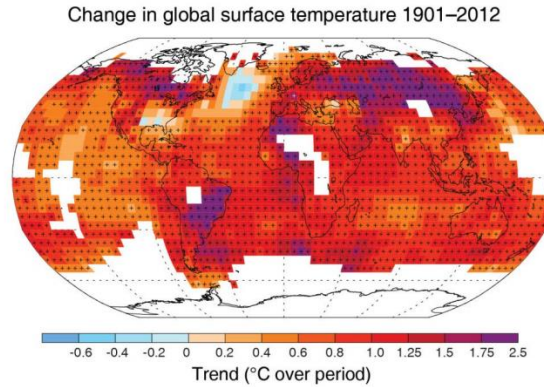 Change in global surface temperature 1901–2012
-0.6 -0.4 -0.2 0 0.2 0.4 0.6 0.8 1.0 1.25 1.5 1.75 2.5
Trend (°C over period)